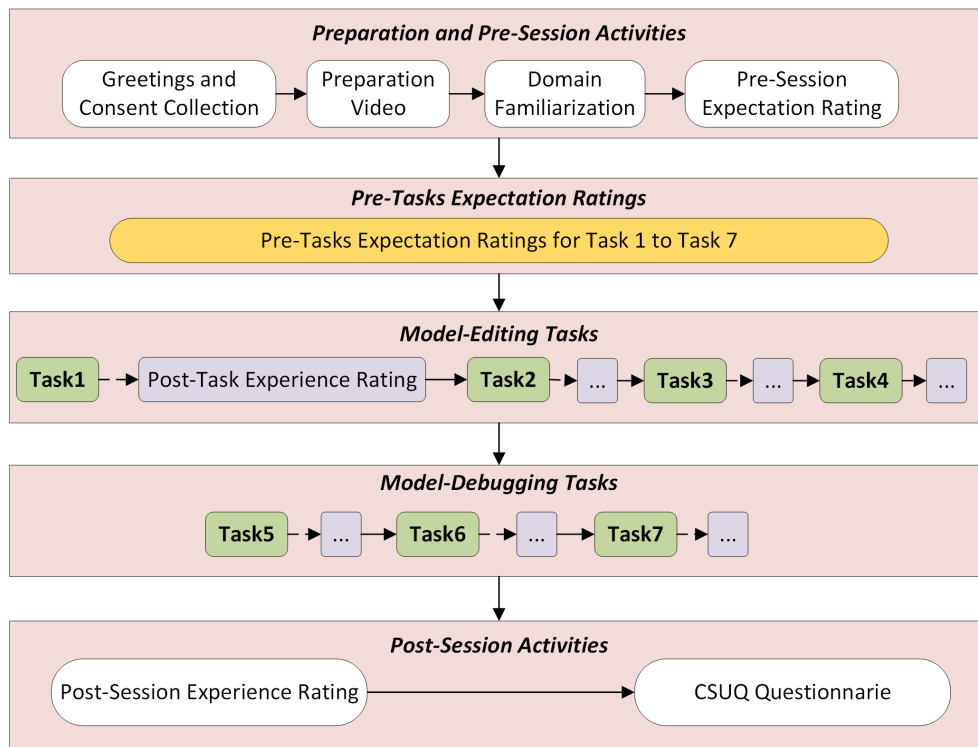 Preparation and Pre-Session Activities
Greetings and
Consent Collection
Preparation
Video
Domain
Familiarization
Pre-Session
Expectation Rating
Pre-Tasks Expectation Ratings
Pre-Tasks Expectation Ratings for Task 1 to Task 7
Model-Editing Tasks
Task1
Post-Task Experience Rating
Task2
...
Task3
...
Task4
...
Model-Debugging Tasks
Task5
...
Task6
...
Task7
...
Post-Session Activities
Post-Session Experience Rating
CSUQ Questionnarie